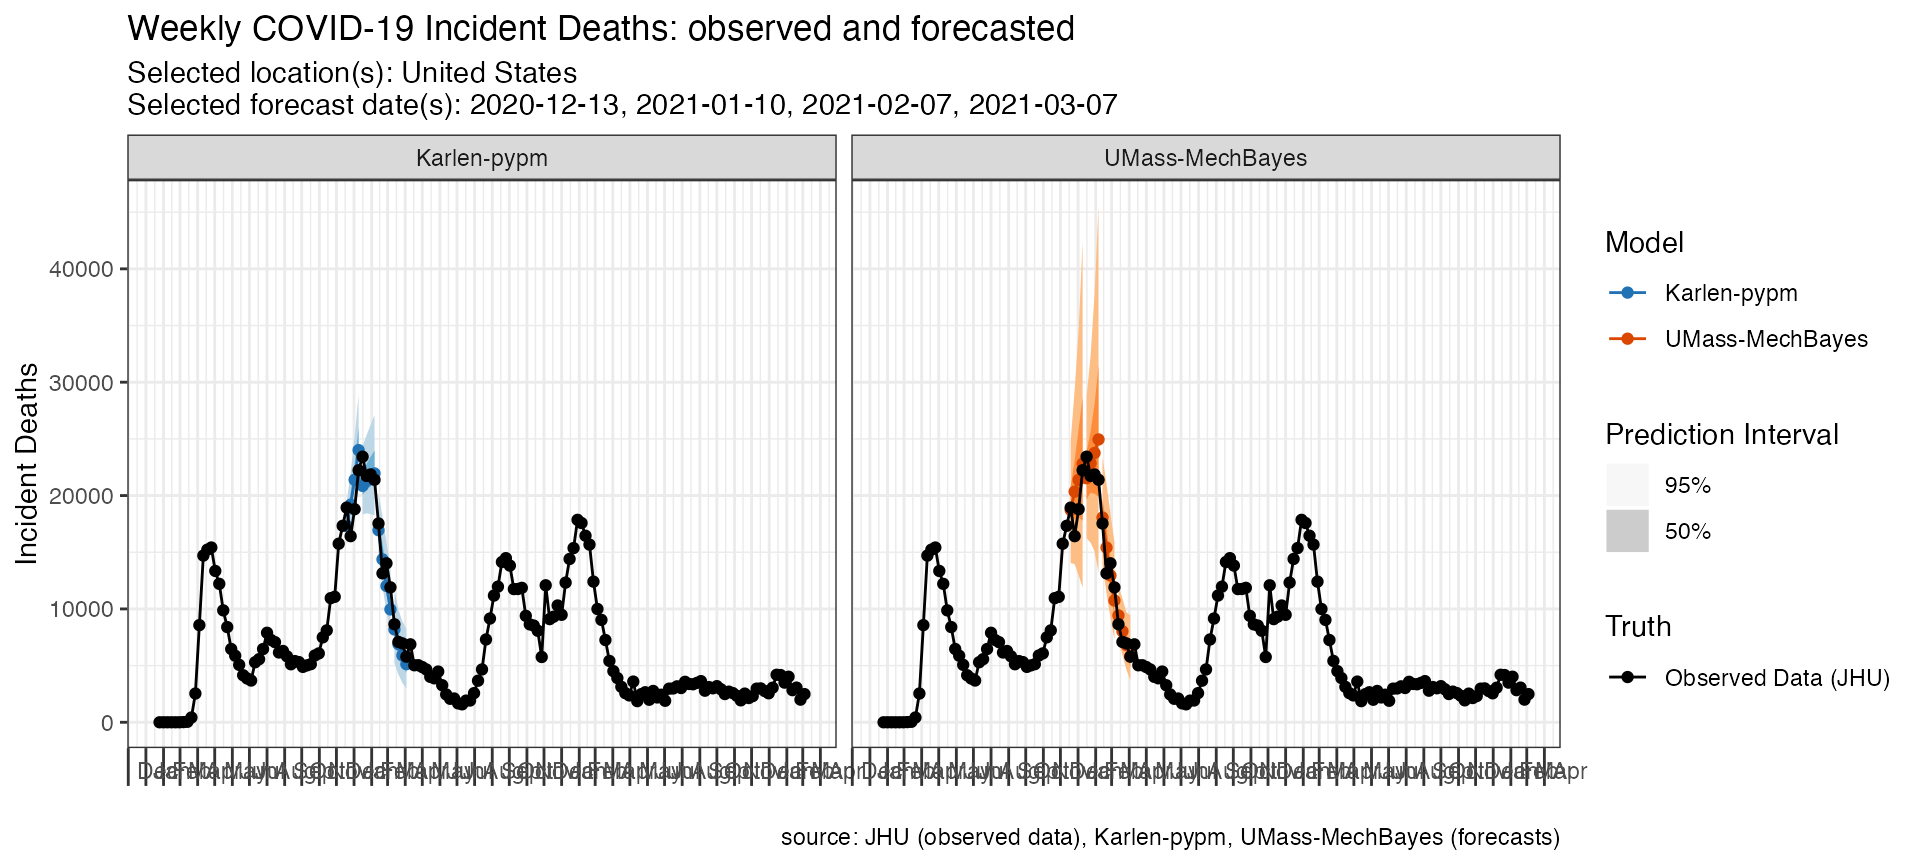 Weekly COVID-19 Incident Deaths: observed and forecasted
Selected location(s): United States
Selected forecast date(s): 2020-12-13, 2021-01-10, 2021-02-07, 2021-03-07
Karlen-pypm
UMass-MechBayes
Incident Deaths
40000
30000
20000
10000
0
Model
Karlen-pypm
UMass-MechBayes
Prediction Interval
95%
50%
Truth
Observed Data (JHU)
source: JHU (observed data), Karlen-pypm, UMass-MechBayes (forecasts)